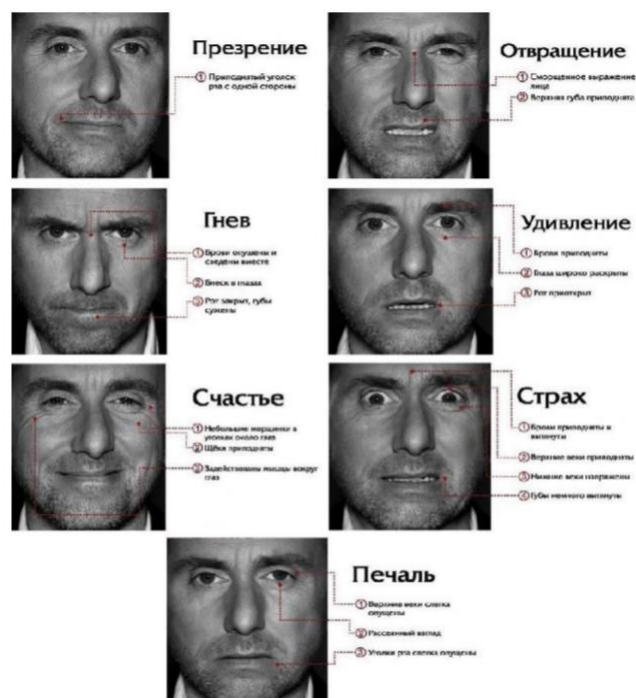 Презрение
① Приподнятый уголок
рта с одной стороны
Отвращение
① Сморщенное выражение
лица
② Верхняя губа приподнята
Гнев
① Брови опущены и
сведены вместе
② Блеск в глазах
③ Рот закрыт, губы
сужены
Удивление
① Брови приподняты
② Глаза широко раскрыты
③ Рот приоткрыт
Счастье
① Небольшие морщинки в
уголках около глаз
② Щёки приподняты
③ Задействованы мышцы вокруг
глаз
Страх
① Брови приподняты и
вытянуты
② Верхние веки приподняты
③ Нижние веки напряжены
④ Губы немного вытянуты
Печаль
① Верхние веки слегка
опущены
② Рассеянный взгляд
③ Уголки рта слегка опущены